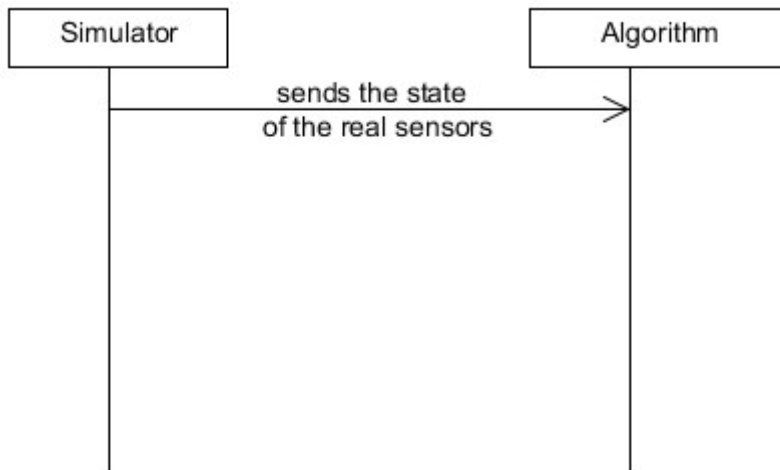 Simulator
Algorithm
sends the state
of the real sensors